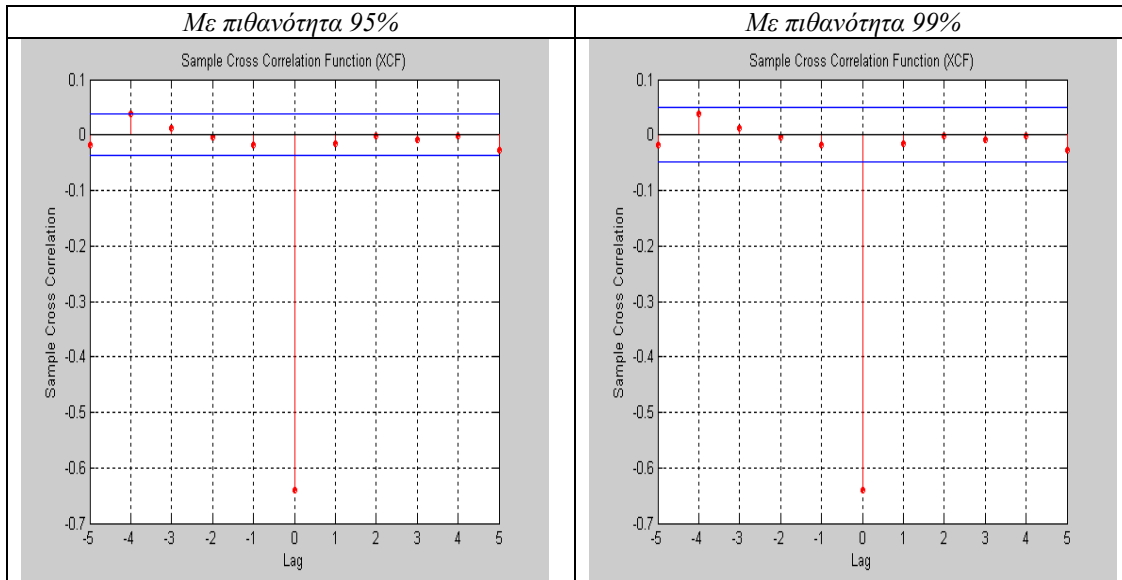 Με πιθανότητα 95%
Με πιθανότητα 99%
Sample Cross Correlation Function (XCF)
Sample Cross Correlation
0.1
0
-0.1
-0.2
-0.3
-0.4
-0.5
-0.6
-0.7
-5 -4 -3 -2 -1 0 1 2 3 4 5
Lag
Sample Cross Correlation Function (XCF)
Sample Cross Correlation
0.1
0
-0.1
-0.2
-0.3
-0.4
-0.5
-0.6
-0.7
-5 -4 -3 -2 -1 0 1 2 3 4 5
Lag